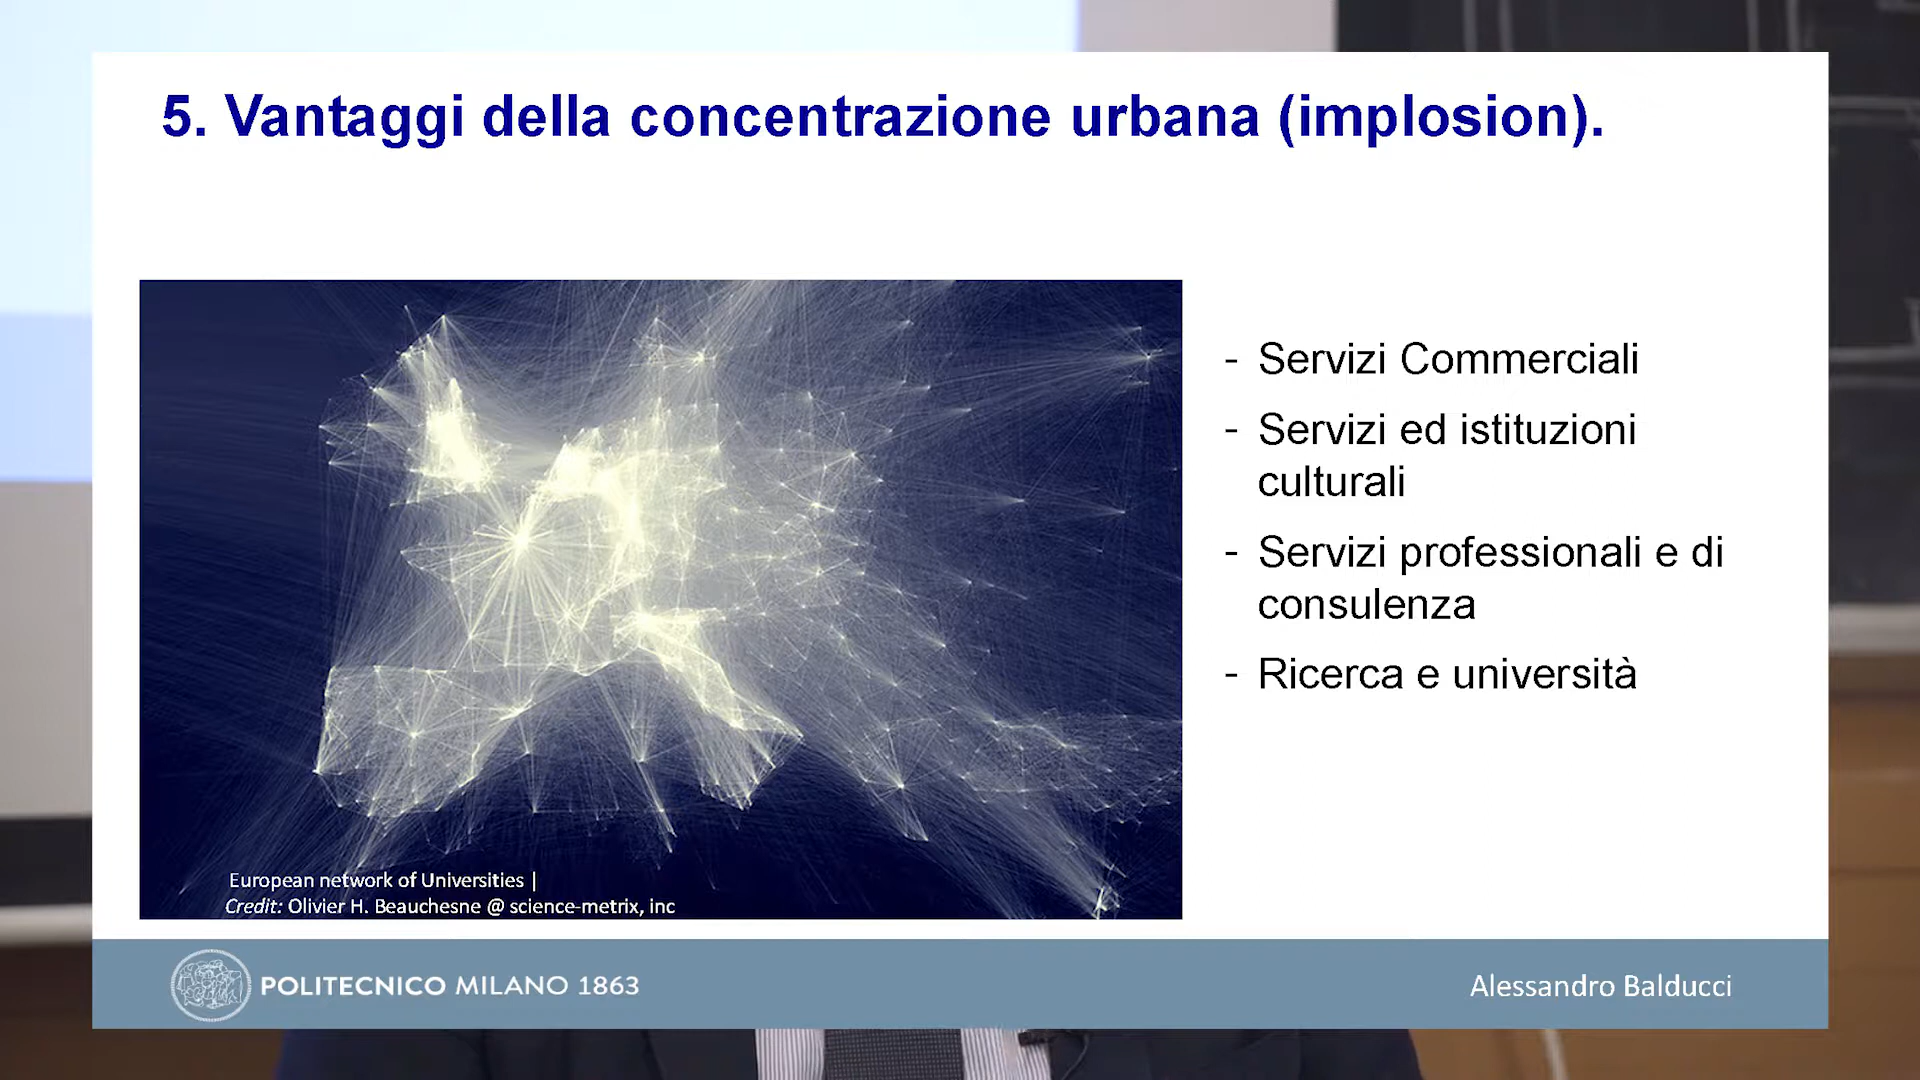 5. Vantaggi della concentrazione urbana (implosion).
- Servizi Commerciali
- Servizi ed istituzioni
culturali
- Servizi professionali e di
consulenza
- Ricerca e università
European network of Universities |
Credit: Olivier H. Beauchesne @ science-metrix, inc
POLITECNICO MILANO 1863
Alessandro Balducci